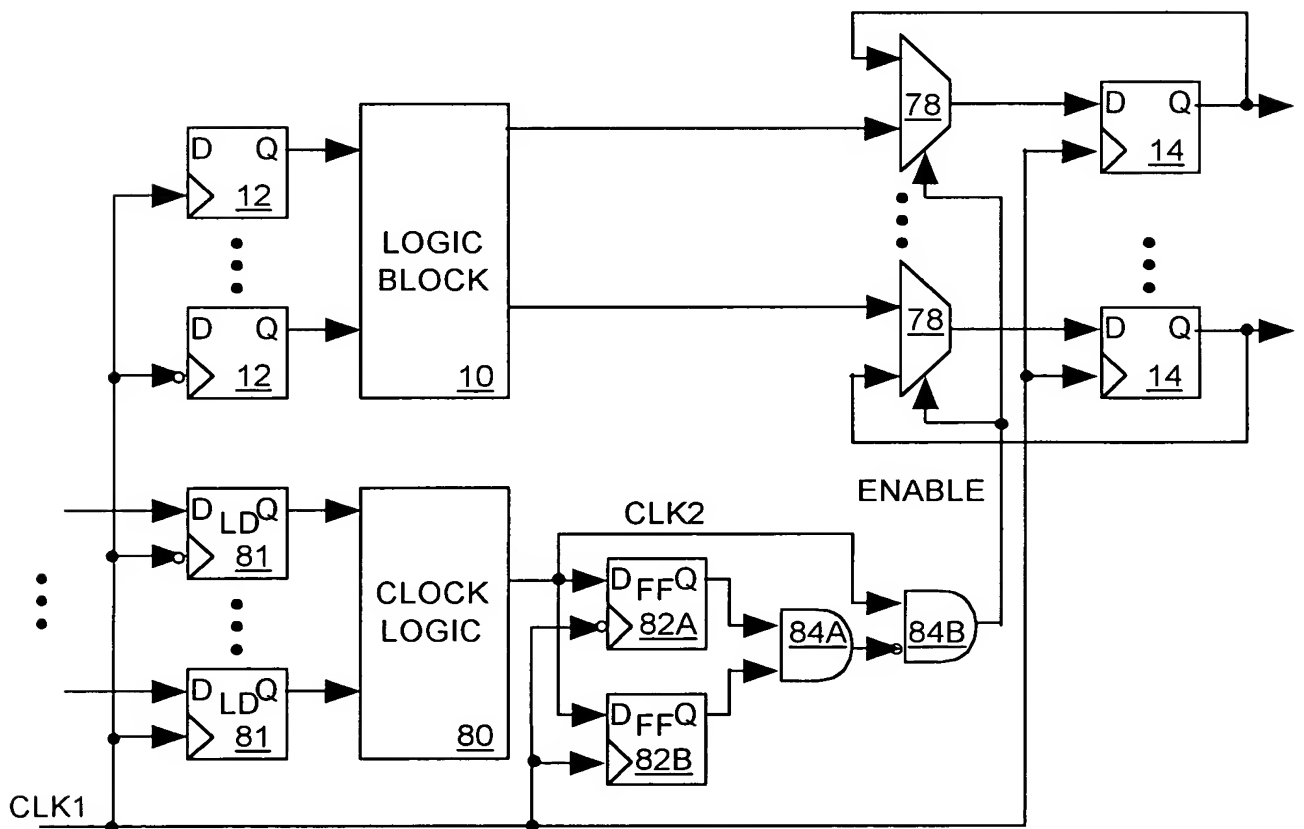 78
D Q
14
D Q
12
LOGIC
BLOCK
10
D Q
12
78
D Q
14
ENABLE
CLK2
D LD Q
81
CLOCK
LOGIC
80
D FF Q
82A
84A
84B
D LD Q
81
D FF Q
82B
CLK1